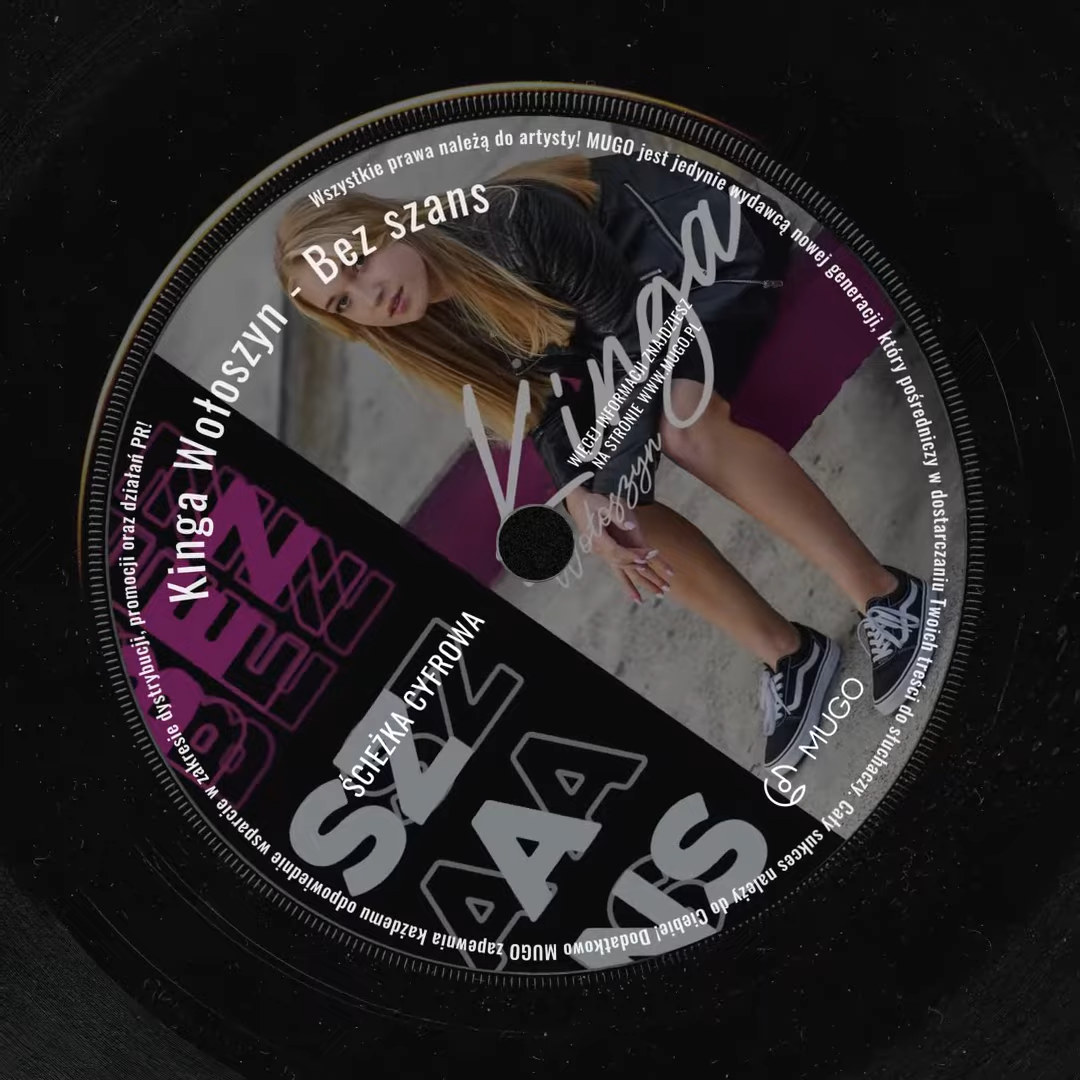 Wszystkie prawa należą do artysty! MUGO jest jedynie wydawcą nowej generacji, który pośredniczy w dostarczaniu Twoich treści do słuchaczy. Cały sukces należy do Ciebie! Dodatkowo MUGO zapewnia każdemu odpowiednie wsparcie w zakresie dystrybucji, promocji oraz działań PR!
Kinga Wołoszyn - Bez szans
Kinga
Wołoszyn
WIĘCEJ INFORMACJI ZNAJDZIESZ
NA STRONIE WWW.MUGO.PL
BEZ
BEZ
ŚCIEŻKA CYFROWA
SZANS
MUGO